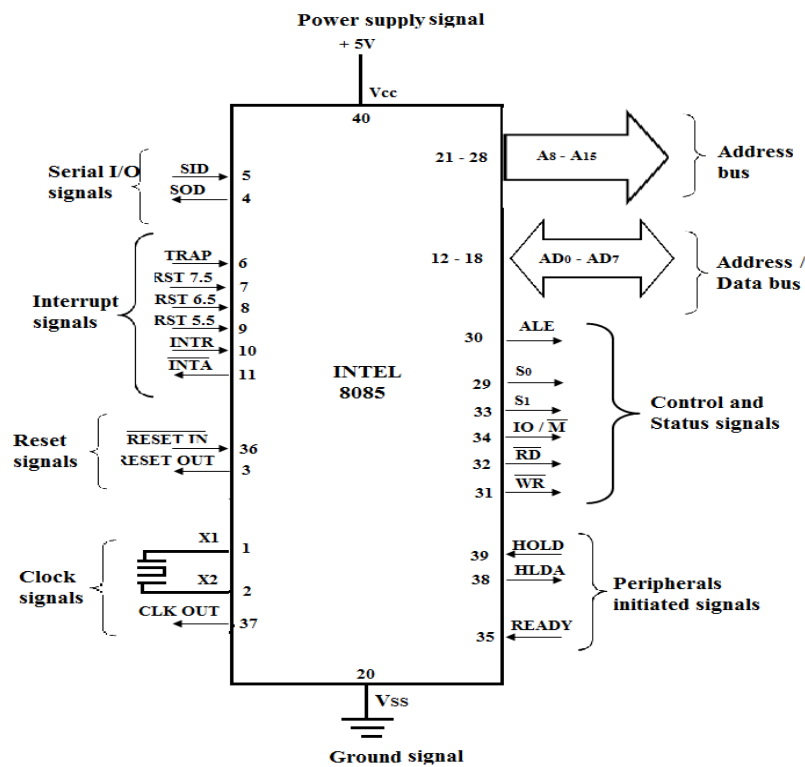 Power supply signal
+ 5V
Vcc
40
Serial I/O
signals
SID
5
SOD
4
21 - 28
A8 - A15
Address
bus
Interrupt
signals
TRAP
6
RST 7.5
7
RST 6.5
8
RST 5.5
9
INTR
10
INTA
11
12 - 18
AD0 - AD7
Address /
Data bus
INTEL
8085
30
ALE
29
S0
33
S1
34
IO / M
32
RD
31
WR
Control and
Status signals
Reset
signals
RESET IN
36
RESET OUT
3
Clock
signals
X1
1
X2
2
CLK OUT
37
39
HOLD
38
HLDA
35
READY
Peripherals
initiated signals
20
VSS
Ground signal